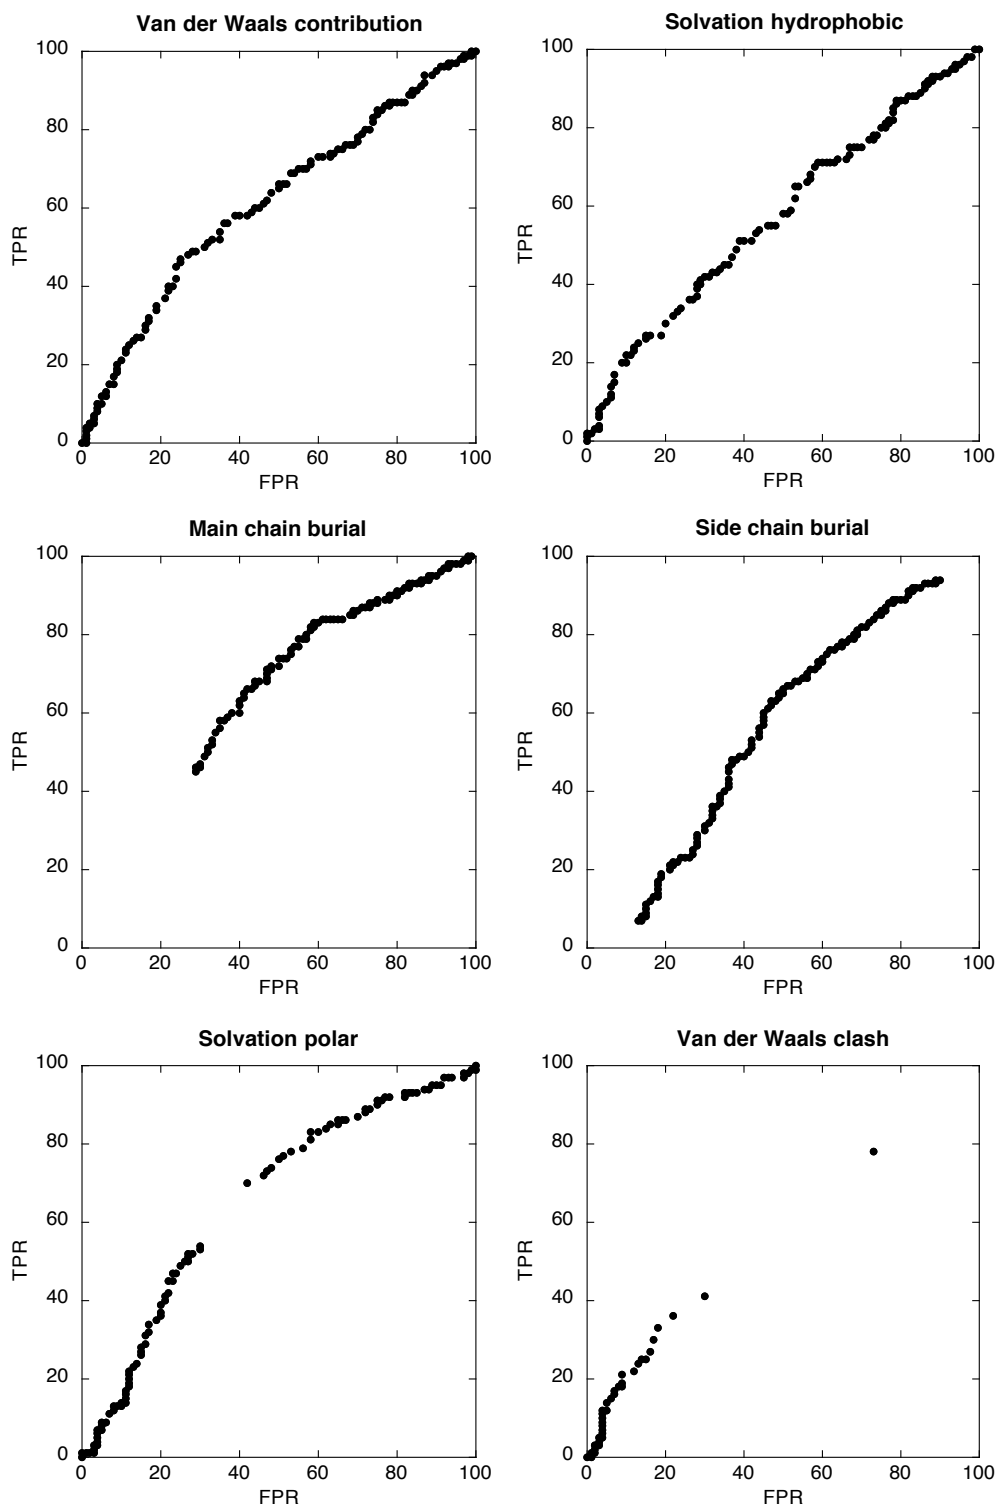 Van der Waals contribution
100
80
60
40
20
0
TPR
0 20 40 60 80 100
FPR
Solvation hydrophobic
100
80
60
40
20
0
TPR
0 20 40 60 80 100
FPR
Main chain burial
100
80
60
40
20
0
TPR
0 20 40 60 80 100
FPR
Side chain burial
100
80
60
40
20
0
TPR
0 20 40 60 80 100
FPR
Solvation polar
100
80
60
40
20
0
TPR
0 20 40 60 80 100
FPR
Van der Waals clash
100
80
60
40
20
0
TPR
0 20 40 60 80 100
FPR